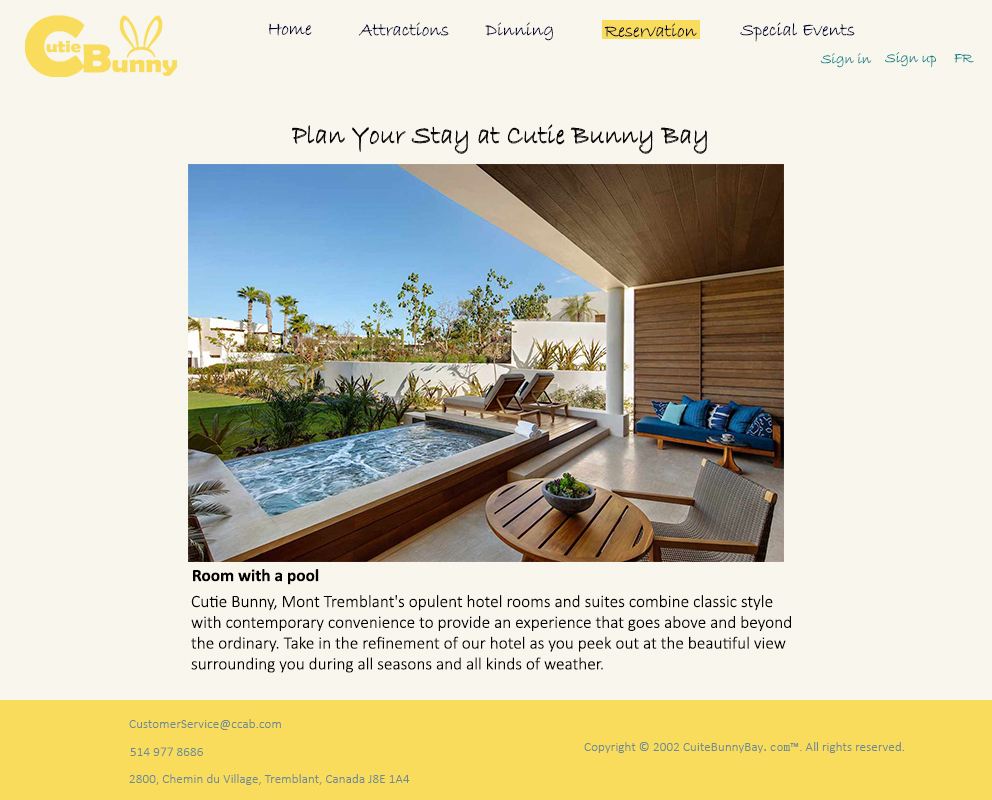 Cutie
Bunny
Home Attractions Dinning Reservation Special Events
Sign in Sign up FR
Plan Your Stay at Cutie Bunny Bay
Room with a pool
Cutie Bunny, Mont Tremblant's opulent hotel rooms and suites combine classic style
with contemporary convenience to provide an experience that goes above and beyond
the ordinary. Take in the refinement of our hotel as you peek out at the beautiful view
surrounding you during all seasons and all kinds of weather.
CustomerService@ccab.com
514 977 8686
2800, Chemin du Village, Tremblant, Canada J8E 1A4
Copyright © 2002 CuiteBunnyBay. com™. All rights reserved.